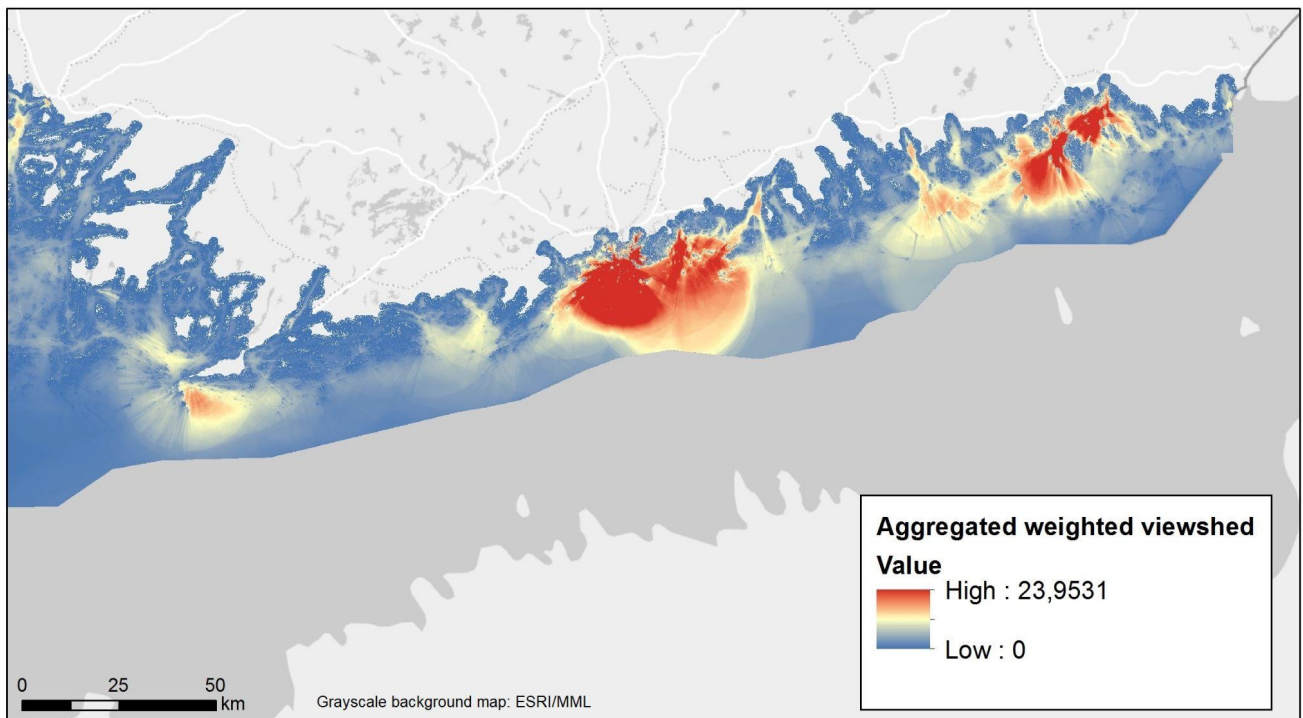 Aggregated weighted viewshed
Value
High : 23,9531
Low : 0
0 25 50
km
Grayscale background map: ESRI/MML